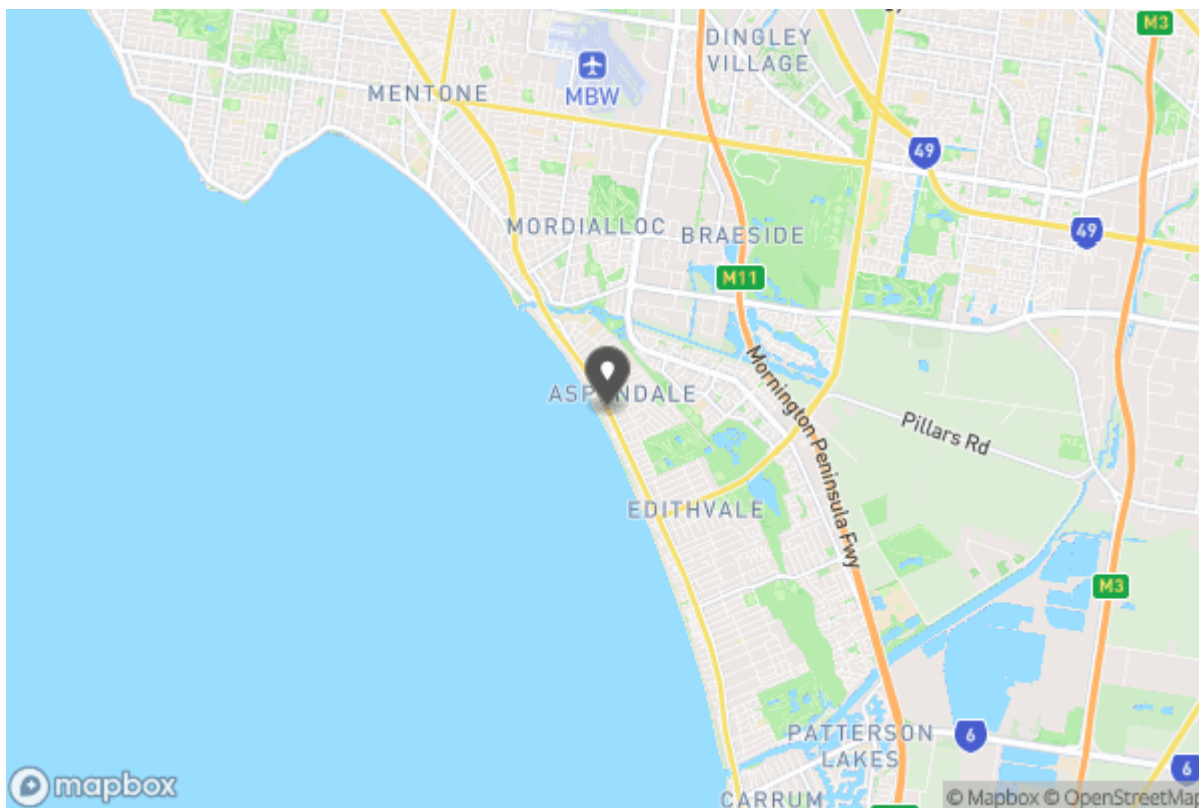 M3
DINGLEY
VILLAGE
MENTONE
MBW
49
MORDIALLOC
BRAESIDE
49
M11
ASPENDALE
Mornington Peninsula Fwy
Pillars Rd
EDITHVALE
M3
PATTERSON
LAKES
6
6
mapbox
CARRUM
© Mapbox © OpenStreetMap